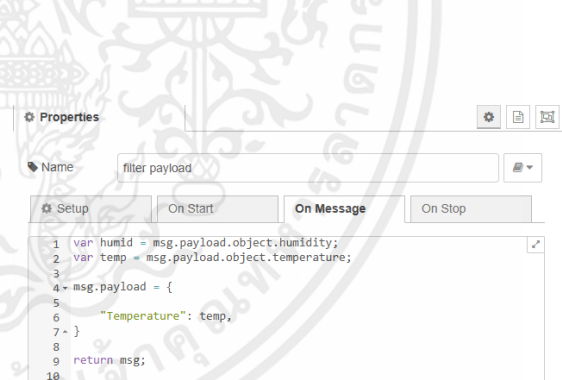 Properties
Name
filter payload
Setup On Start On Message On Stop
1 var humid = msg.payload.object.humidity;
2 var temp = msg.payload.object.temperature;
3
4 msg.payload = {
5
6 "Temperature": temp,
7 }
8
9 return msg;
10